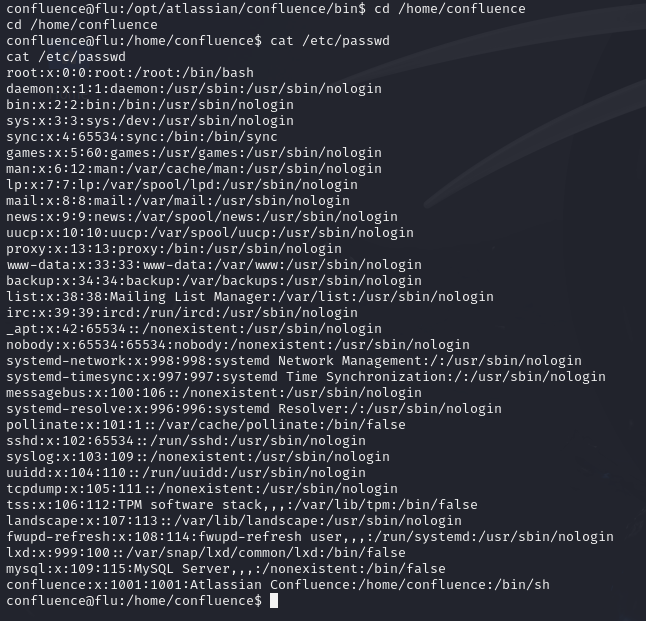 confluence@flu:/opt/atlassian/confluence/bin$ cd /home/confluence
cd /home/confluence
confluence@flu:/home/confluence$ cat /etc/passwd
cat /etc/passwd
root:x:0:0:root:/root:/bin/bash
daemon:x:1:1:daemon:/usr/sbin:/usr/sbin/nologin
bin:x:2:2:bin:/bin:/usr/sbin/nologin
sys:x:3:3:sys:/dev:/usr/sbin/nologin
sync:x:4:65534:sync:/bin:/bin/sync
games:x:5:60:games:/usr/games:/usr/sbin/nologin
man:x:6:12:man:/var/cache/man:/usr/sbin/nologin
lp:x:7:7:lp:/var/spool/lpd:/usr/sbin/nologin
mail:x:8:8:mail:/var/mail:/usr/sbin/nologin
news:x:9:9:news:/var/spool/news:/usr/sbin/nologin
uucp:x:10:10:uucp:/var/spool/uucp:/usr/sbin/nologin
proxy:x:13:13:proxy:/bin:/usr/sbin/nologin
www-data:x:33:33:www-data:/var/www:/usr/sbin/nologin
backup:x:34:34:backup:/var/backups:/usr/sbin/nologin
list:x:38:38:Mailing List Manager:/var/list:/usr/sbin/nologin
irc:x:39:39:ircd:/run/ircd:/usr/sbin/nologin
_apt:x:42:65534::/nonexistent:/usr/sbin/nologin
nobody:x:65534:65534:nobody:/nonexistent:/usr/sbin/nologin
systemd-network:x:998:998:systemd Network Management:/:/usr/sbin/nologin
systemd-timesync:x:997:997:systemd Time Synchronization:/:/usr/sbin/nologin
messagebus:x:100:106::/nonexistent:/usr/sbin/nologin
systemd-resolve:x:996:996:systemd Resolver:/:/usr/sbin/nologin
pollinate:x:101:1::/var/cache/pollinate:/bin/false
sshd:x:102:65534::/run/sshd:/usr/sbin/nologin
syslog:x:103:109::/nonexistent:/usr/sbin/nologin
uuidd:x:104:110::/run/uuidd:/usr/sbin/nologin
tcpdump:x:105:111::/nonexistent:/usr/sbin/nologin
tss:x:106:112:TPM software stack,,,:/var/lib/tpm:/bin/false
landscape:x:107:113::/var/lib/landscape:/usr/sbin/nologin
fwupd-refresh:x:108:114:fwupd-refresh user,,,:/run/systemd:/usr/sbin/nologin
lxd:x:999:100::/var/snap/lxd/common/lxd:/bin/false
mysql:x:109:115:MySQL Server,,,:/nonexistent:/bin/false
confluence:x:1001:1001:Atlassian Confluence:/home/confluence:/bin/sh
confluence@flu:/home/confluence$